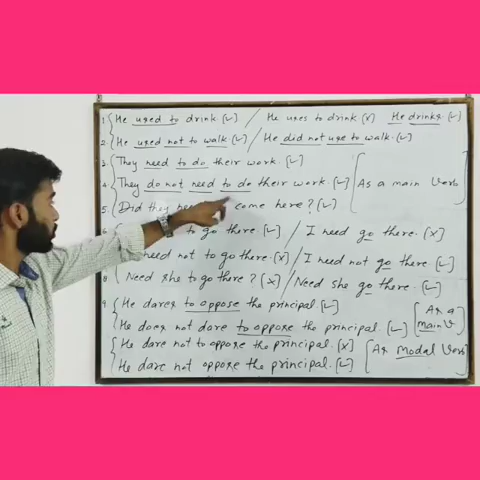 1. He used to drink. [✓] / He uses to drink [x] He drinks. [✓]
2. He used not to walk. [✓] / He did not use to walk. [✓]
3. They need to do their work. [✓]
4. They do not need to do their work. [✓] As a main Verb
5. Did they come here? [✓]
to go there [✓] / I need go there. [x]
need not to go there. [x] / I need not go there. [✓]
8 Need she to go there? [x] / Need she go there. [✓]
9 He dares to oppose the principal. [✓] As a
He does not dare to oppose the principal. [✓] main V
He dare not to oppose the principal. [x] As modal Verb
He dare not oppose the principal. [✓]